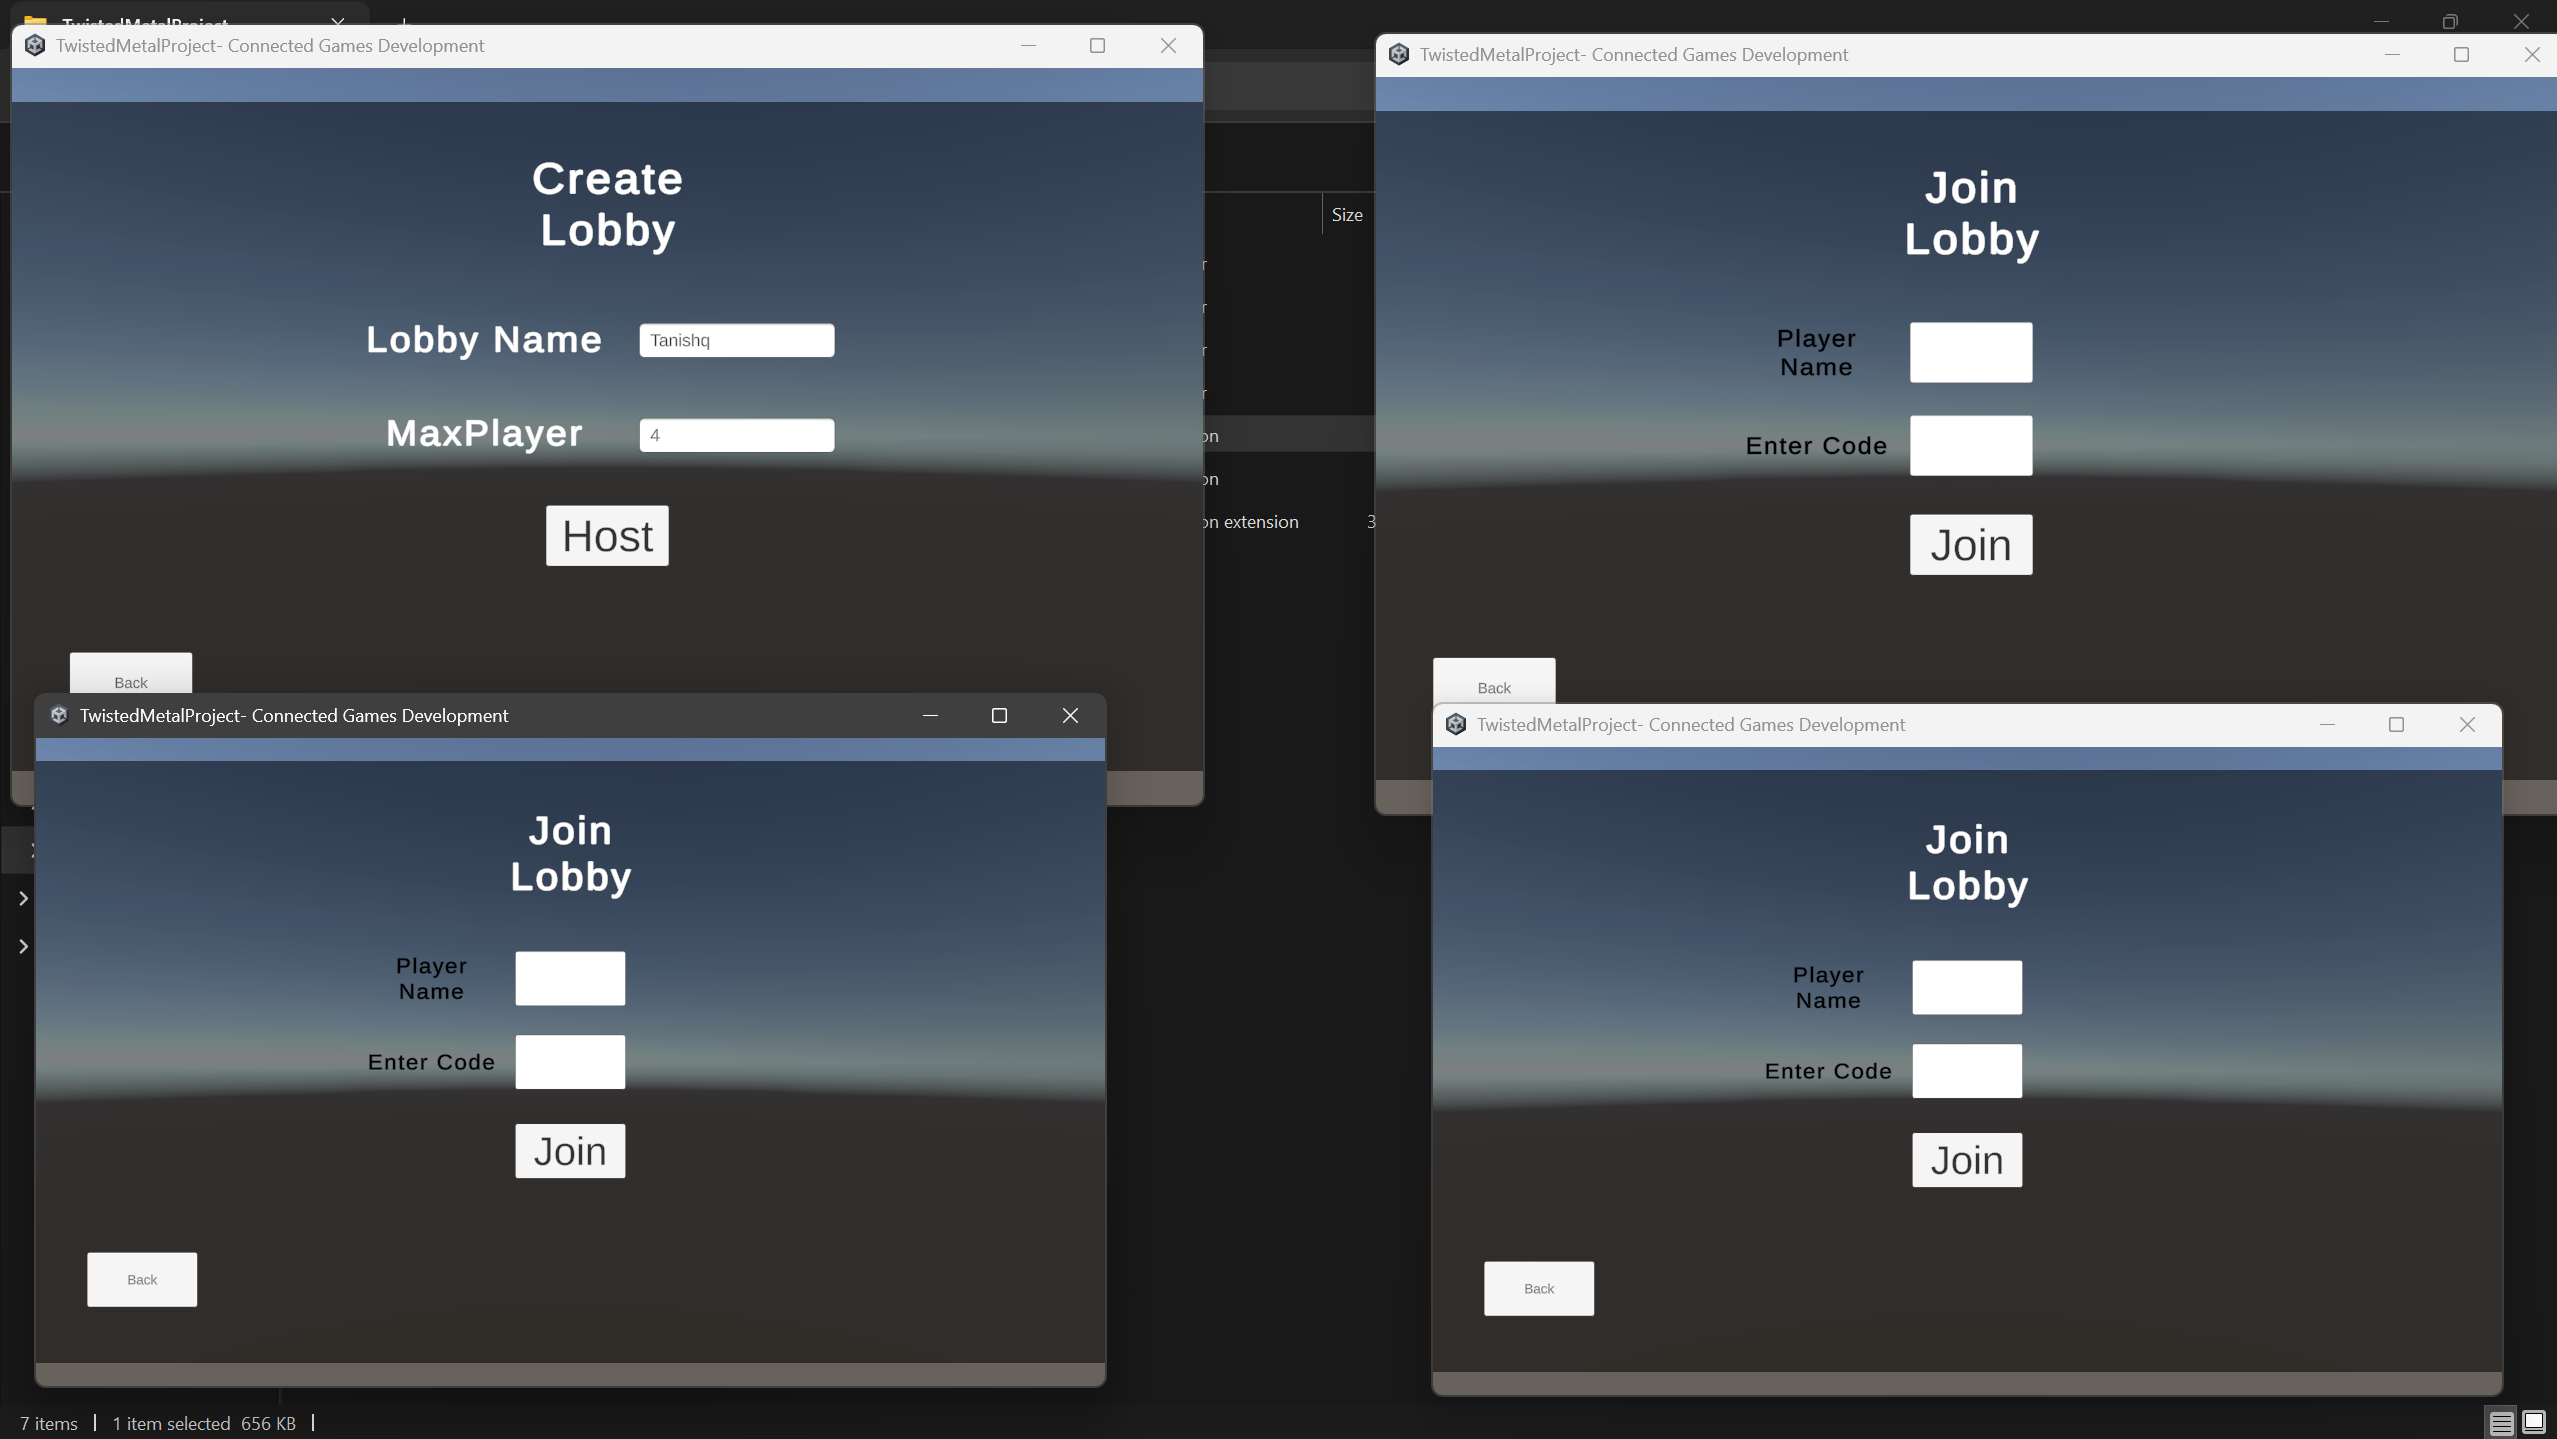 TwistedMetalProject
TwistedMetalProject- Connected Games Development
Create
Lobby
Lobby Name
Tanishq
MaxPlayer
4
Host
Back
TwistedMetalProject- Connected Games Development
Join
Lobby
Player
Name
Enter Code
Join
Back
Size
r
r
r
r
on
on
on extension
3
TwistedMetalProject- Connected Games Development
Join
Lobby
Player
Name
Enter Code
Join
Back
TwistedMetalProject- Connected Games Development
Join
Lobby
Player
Name
Enter Code
Join
Back
7 items
1 item selected 656 KB